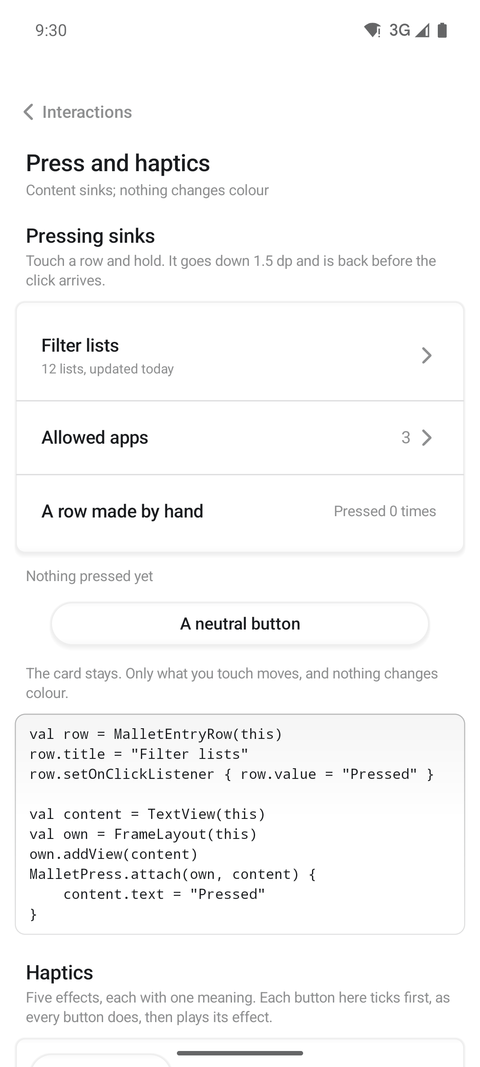 9:30
3G
Interactions
Press and haptics
Content sinks; nothing changes colour
Pressing sinks
Touch a row and hold. It goes down 1.5 dp and is back before the
click arrives.
Filter lists
12 lists, updated today
Allowed apps
3
A row made by hand
Pressed 0 times
Nothing pressed yet
A neutral button
The card stays. Only what you touch moves, and nothing changes
colour.
val row = MalletEntryRow(this)
row.title = "Filter lists"
row.setOnClickListener { row.value = "Pressed" }
val content = TextView(this)
val own = FrameLayout(this)
own.addView(content)
MalletPress.attach(own, content) {
    content.text = "Pressed"
}
Haptics
Five effects, each with one meaning. Each button here ticks first, as
every button does, then plays its effect.